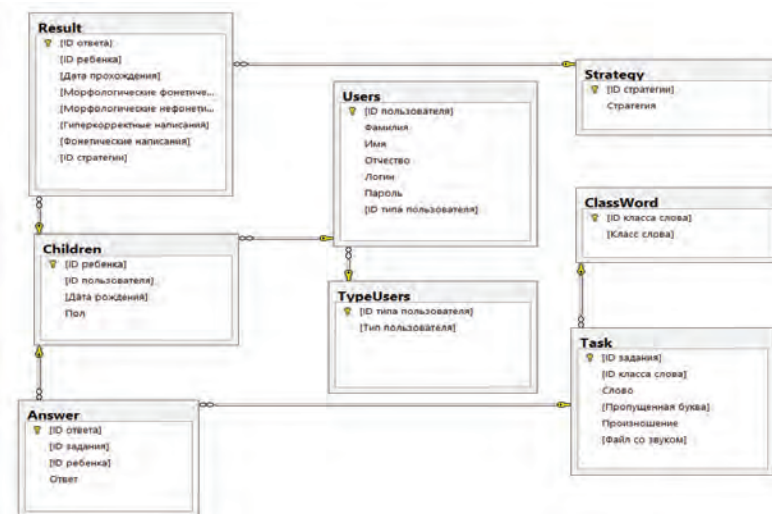 Result
[ID ответа]
[ID ребенка]
[Дата прохождения]
[Морфологические фонетиче...
[Морфологические нефонети...
[Гиперкорректные написания]
[Фонетические написания]
[ID стратегии]
Strategy
[ID стратегии]
Стратегия
Users
[ID пользователя]
Фамилия
Имя
Отчество
Логин
Пароль
[ID типа пользователя]
ClassWord
[ID класса слова]
[Класс слова]
Children
[ID ребенка]
[ID пользователя]
[Дата рождения]
Пол
TypeUsers
[ID типа пользователя]
[Тип пользователя]
Task
[ID задания]
[ID класса слова]
Слово
[Пропущенная буква]
Произношение
[Файл со звуком]
Answer
[ID ответа]
[ID задания]
[ID ребенка]
Ответ